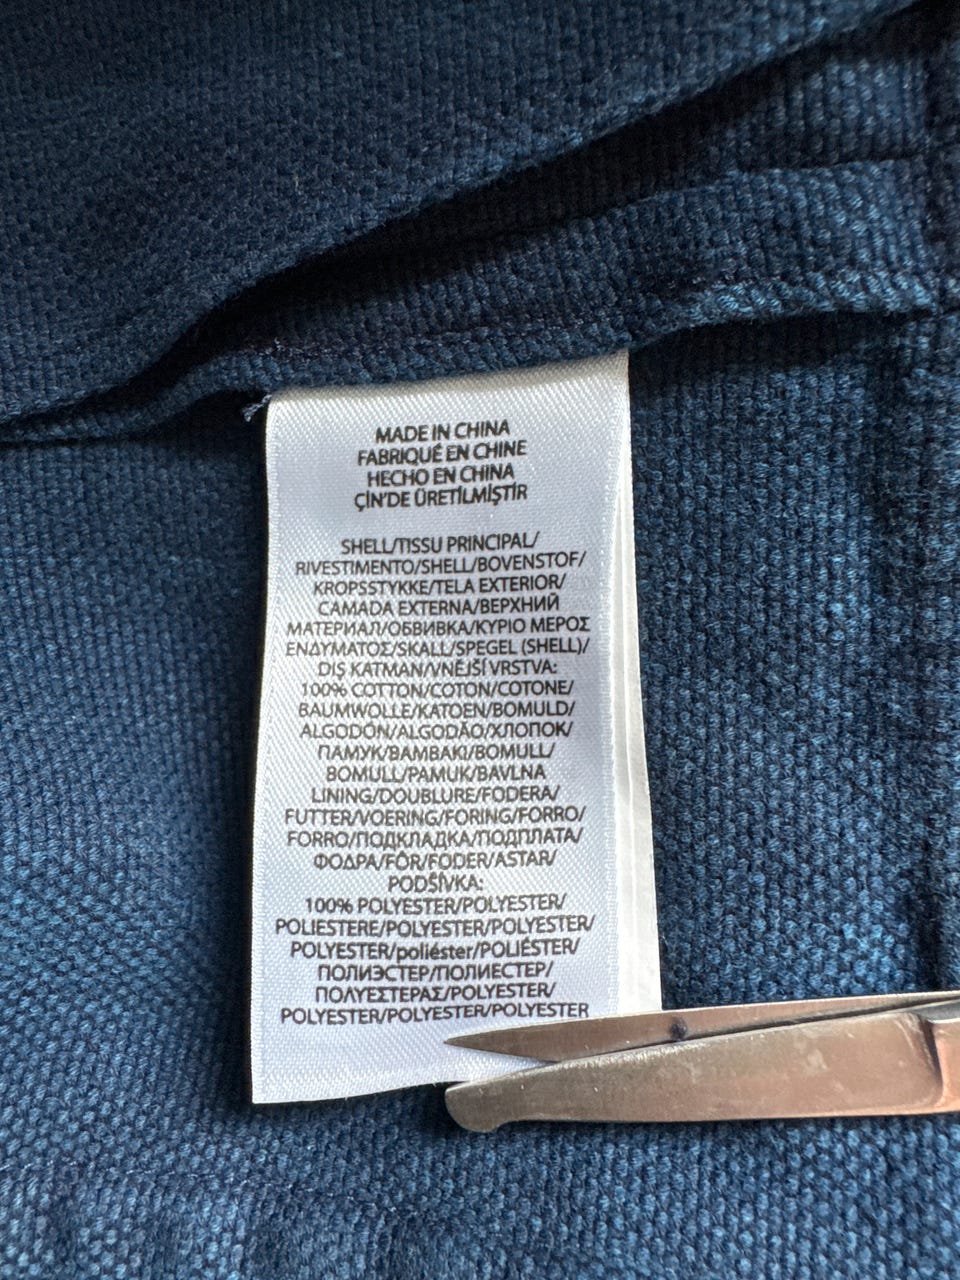 MADE IN CHINA
FABRIQUÉ EN CHINE
HECHO EN CHINA
ÇİN'DE ÜRETİLMİŞTİR
SHELL/TISSU PRINCIPAL/
RIVESTIMENTO/SHELL/BOVENSTOF/
KROPSSTYKKE/TELA EXTERIOR/
CAMADA EXTERNA/ВЕРХНИЙ
МАТЕРИАЛ/ОБВИВКА/ΚΥΡΙΟ ΜΕΡΟΣ
ΕΝΔΥΜΑΤΟΣ/SKALL/SPEGEL (SHELL)/
DIŞ KATMAN/VNĚJŠÍ VRSTVA:
100% COTTON/COTON/COTONE/
BAUMWOLLE/KATOEN/BOMULD/
ALGODÓN/ALGODÃO/ХЛОПОК/
ПАМУК/ΒΑΜΒΑΚΙ/BOMULL/
BOMULL/PAMUK/BAVLNA
LINING/DOUBLURE/FODERA/
FUTTER/VOERING/FORING/FORRO/
FORRO/ПОДКЛАДКА/ПОДПЛАТА/
ΦΟΔΡΑ/FÔR/FODER/ASTAR/
PODŠÍVKA:
100% POLYESTER/POLYESTER/
POLIESTERE/POLYESTER/POLYESTER/
POLYESTER/poliéster/POLIÉSTER/
ПОЛИЭСТЕР/ПОЛИЕСТЕР/
ΠΟΛΥΕΣΤΕΡΑΣ/POLYESTER/
POLYESTER/POLYESTER/POLYESTER